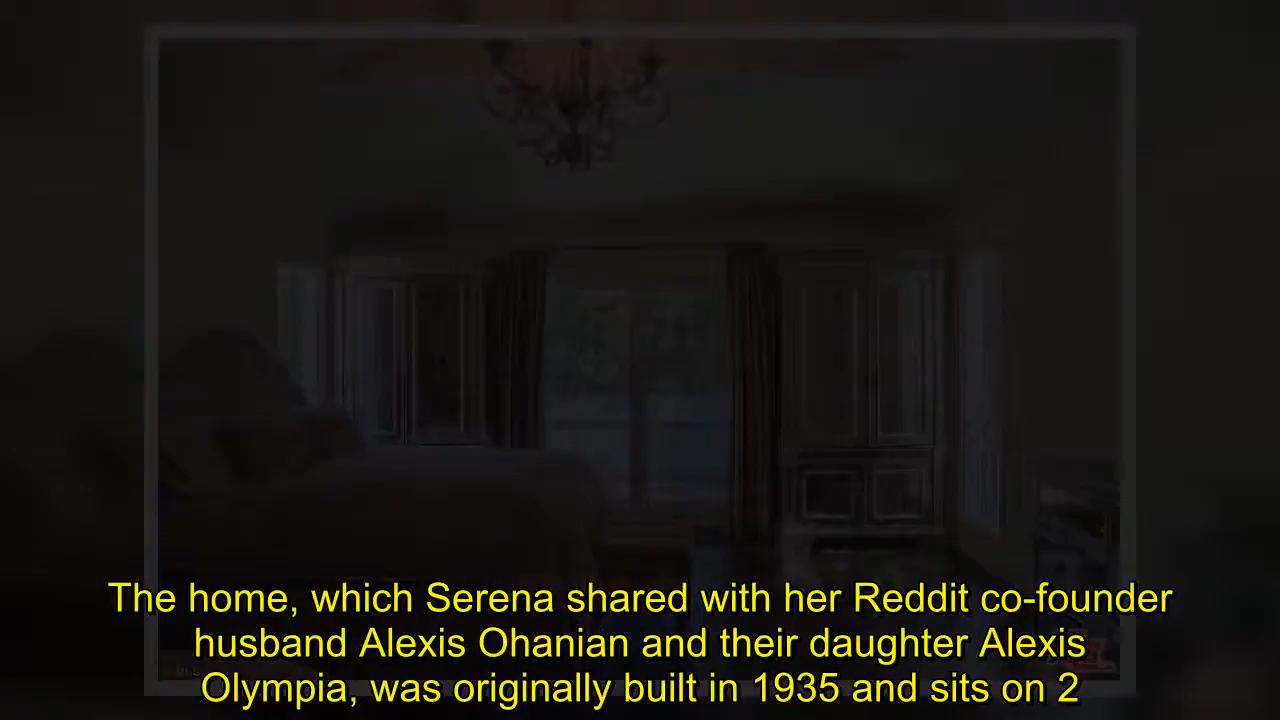 The home, which Serena shared with her Reddit co-founder
husband Alexis Ohanian and their daughter Alexis
Olympia, was originally built in 1935 and sits on 2